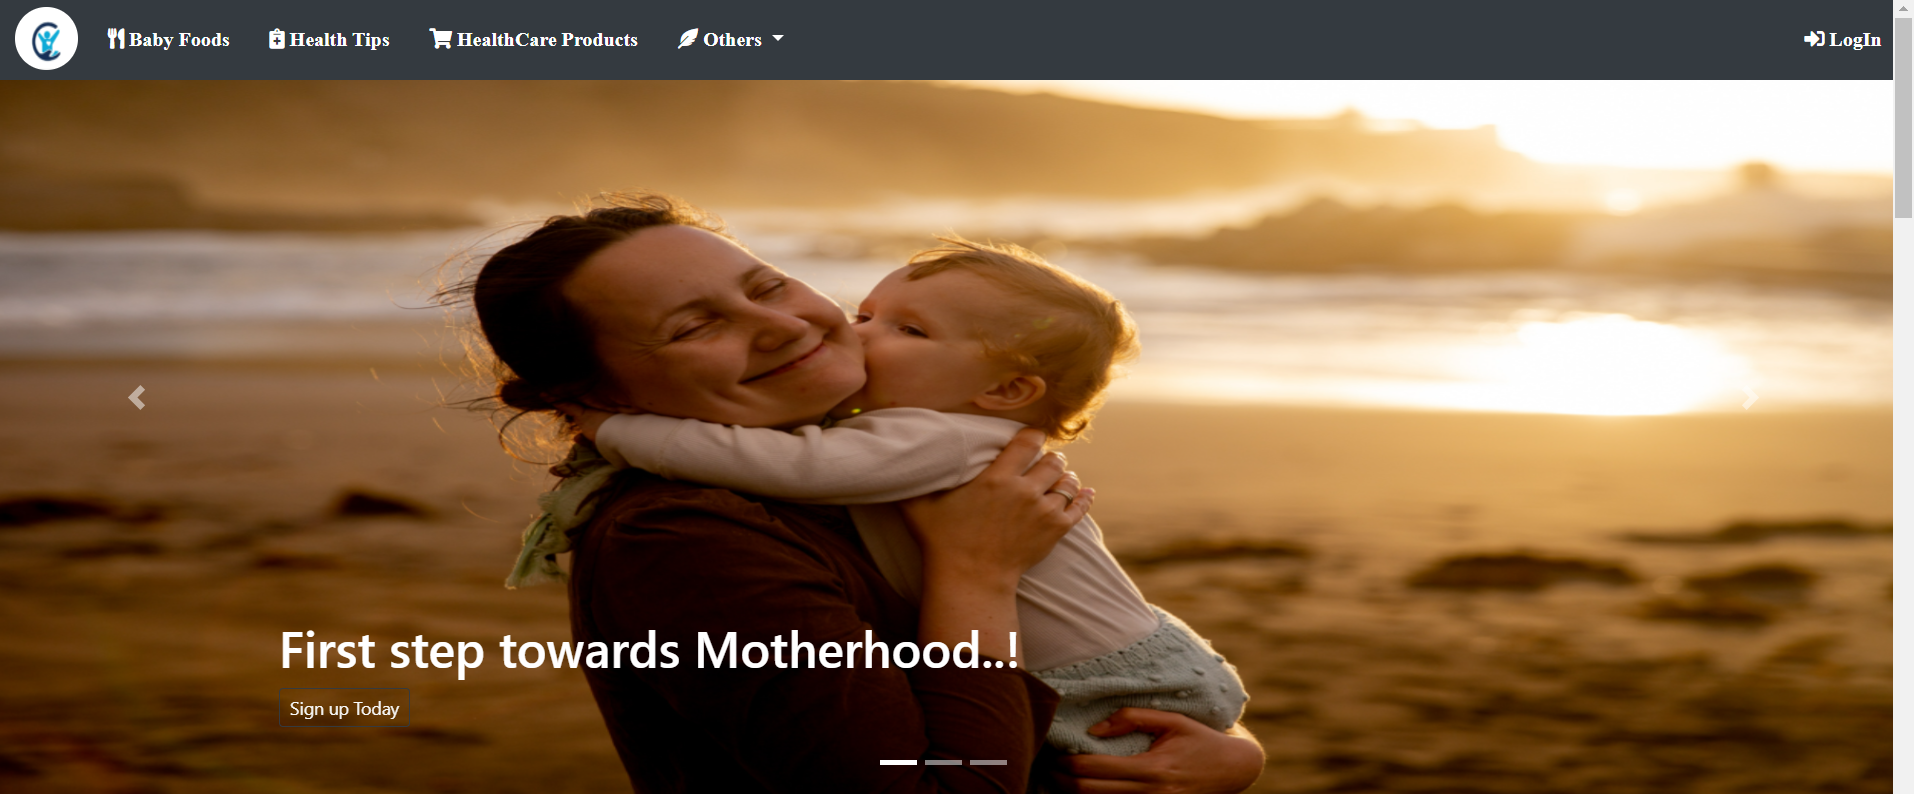 Baby Foods
Health Tips
HealthCare Products
Others
LogIn
First step towards Motherhood..!
Sign up Today